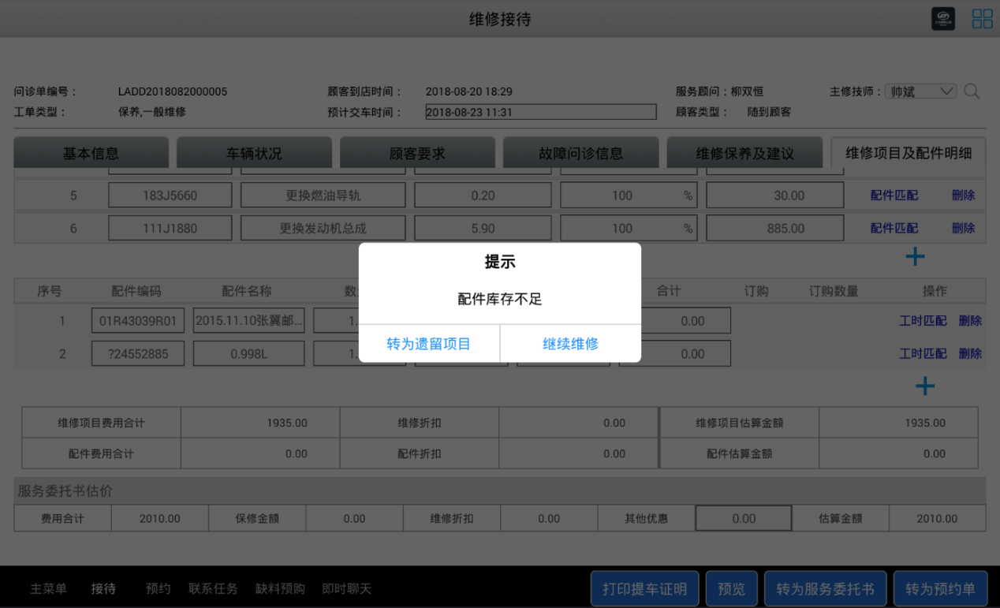 维修接待
问诊单编号： LADD2018082000005 顾客到店时间： 2018-08-20 18:29 服务顾问：柳双恒 主修技师：帅斌
工单类型： 保养,一般维修 预计交车时间： 2018-08-23 11:31 顾客类型： 随到顾客
基本信息 车辆状况 顾客要求 故障问诊信息 维修保养及建议 维修项目及配件明细
5 183J5660 更换燃油导轨 0.20 100 % 30.00 配件匹配 删除
6 111J1880 更换发动机总成 5.90 100 % 885.00 配件匹配 删除
提示
配件库存不足
转为遗留项目 继续维修
序号 配件编码 配件名称 数 合计 订购 订购数量 操作
1 01R43039R01 2015.11.10张冀邮... 1. 0.00 工时匹配 删除
2 ?24552885 0.998L 1. 0.00 工时匹配 删除
维修项目费用合计 1935.00 维修折扣 0.00 维修项目估算金额 1935.00
配件费用合计 0.00 配件折扣 0.00 配件估算金额 0.00
服务委托书估价
费用合计 2010.00 保修金额 0.00 维修折扣 0.00 其他优惠 0.00 估算金额 2010.00
主菜单 接待 预约 联系任务 缺料预购 即时聊天 打印提车证明 预览 转为服务委托书 转为预约单